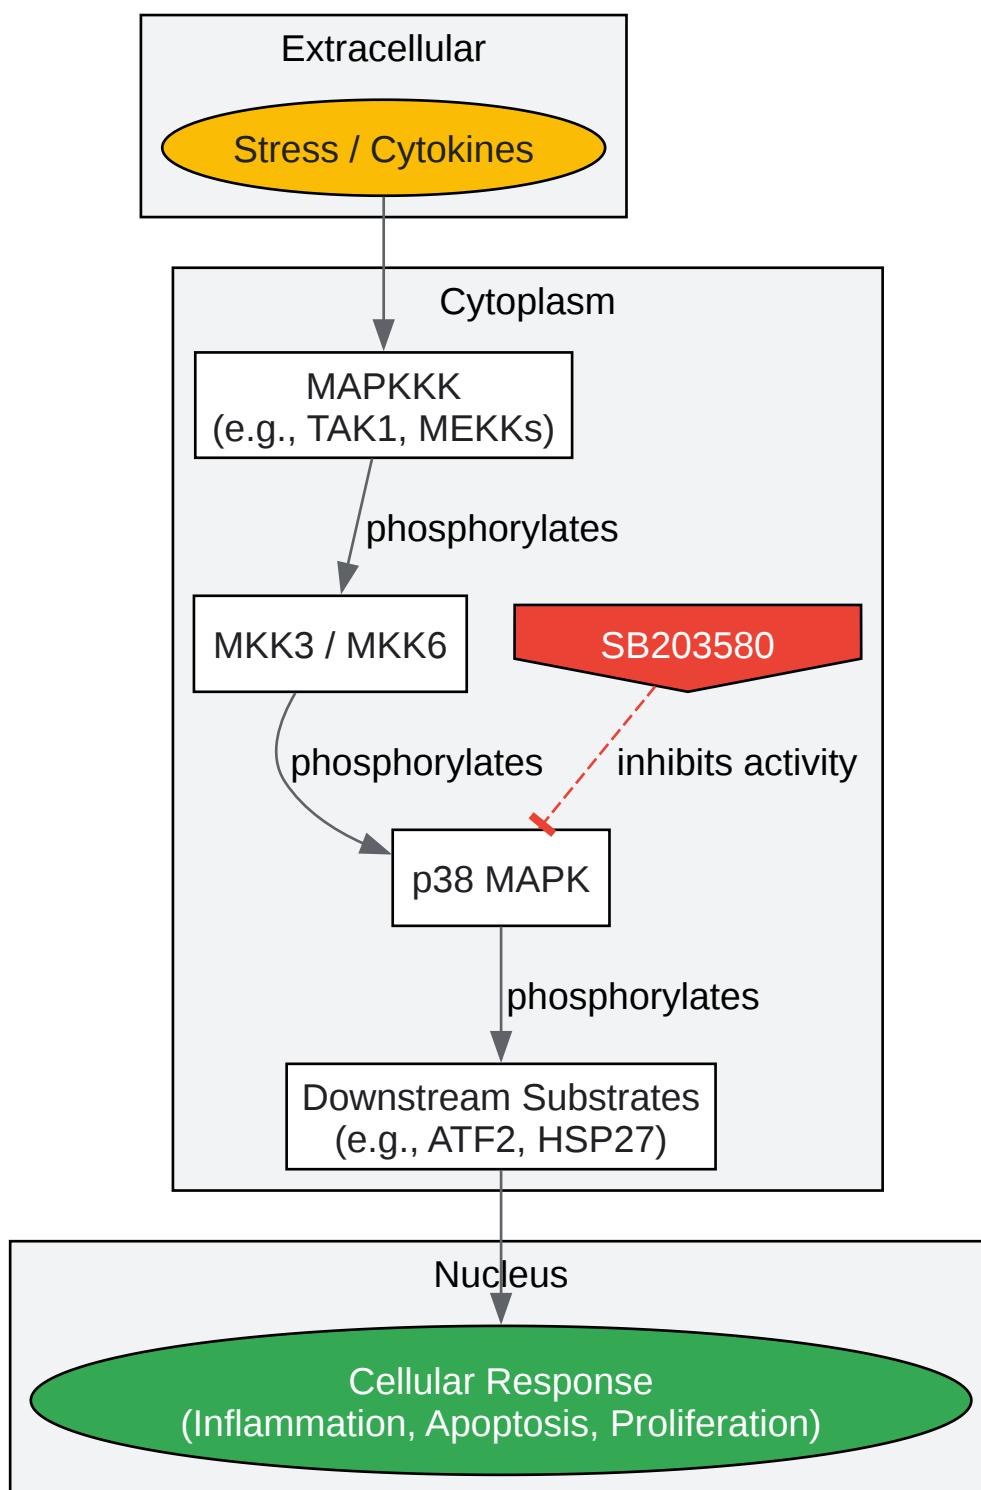 Extracellular
Stress / Cytokines
Cytoplasm
MAPKKK
(e.g., TAK1, MEKKs)
phosphorylates
MKK3 / MKK6
SB203580
phosphorylates
inhibits activity
p38 MAPK
phosphorylates
Downstream Substrates
(e.g., ATF2, HSP27)
Nucleus
Cellular Response
(Inflammation, Apoptosis, Proliferation)